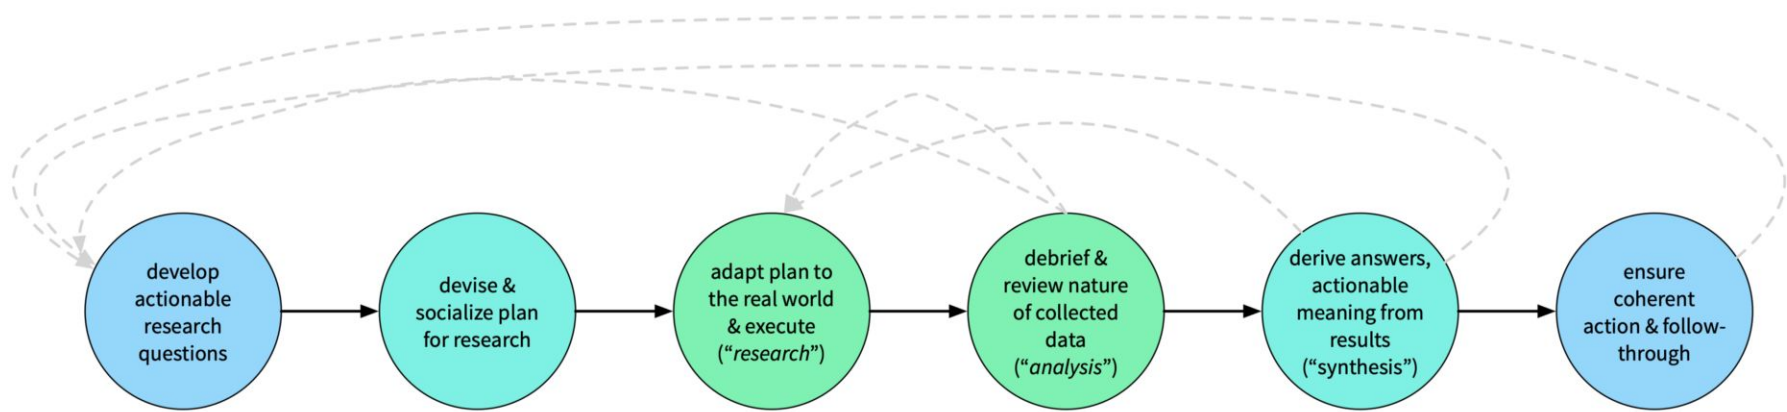 develop
actionable
research
questions
devise &
socialize plan
for research
adapt plan to
the real world
& execute
(“research”)
debrief &
review nature
of collected
data
(“analysis”)
derive answers,
actionable
meaning from
results
(“synthesis”)
ensure
coherent
action & follow-
through